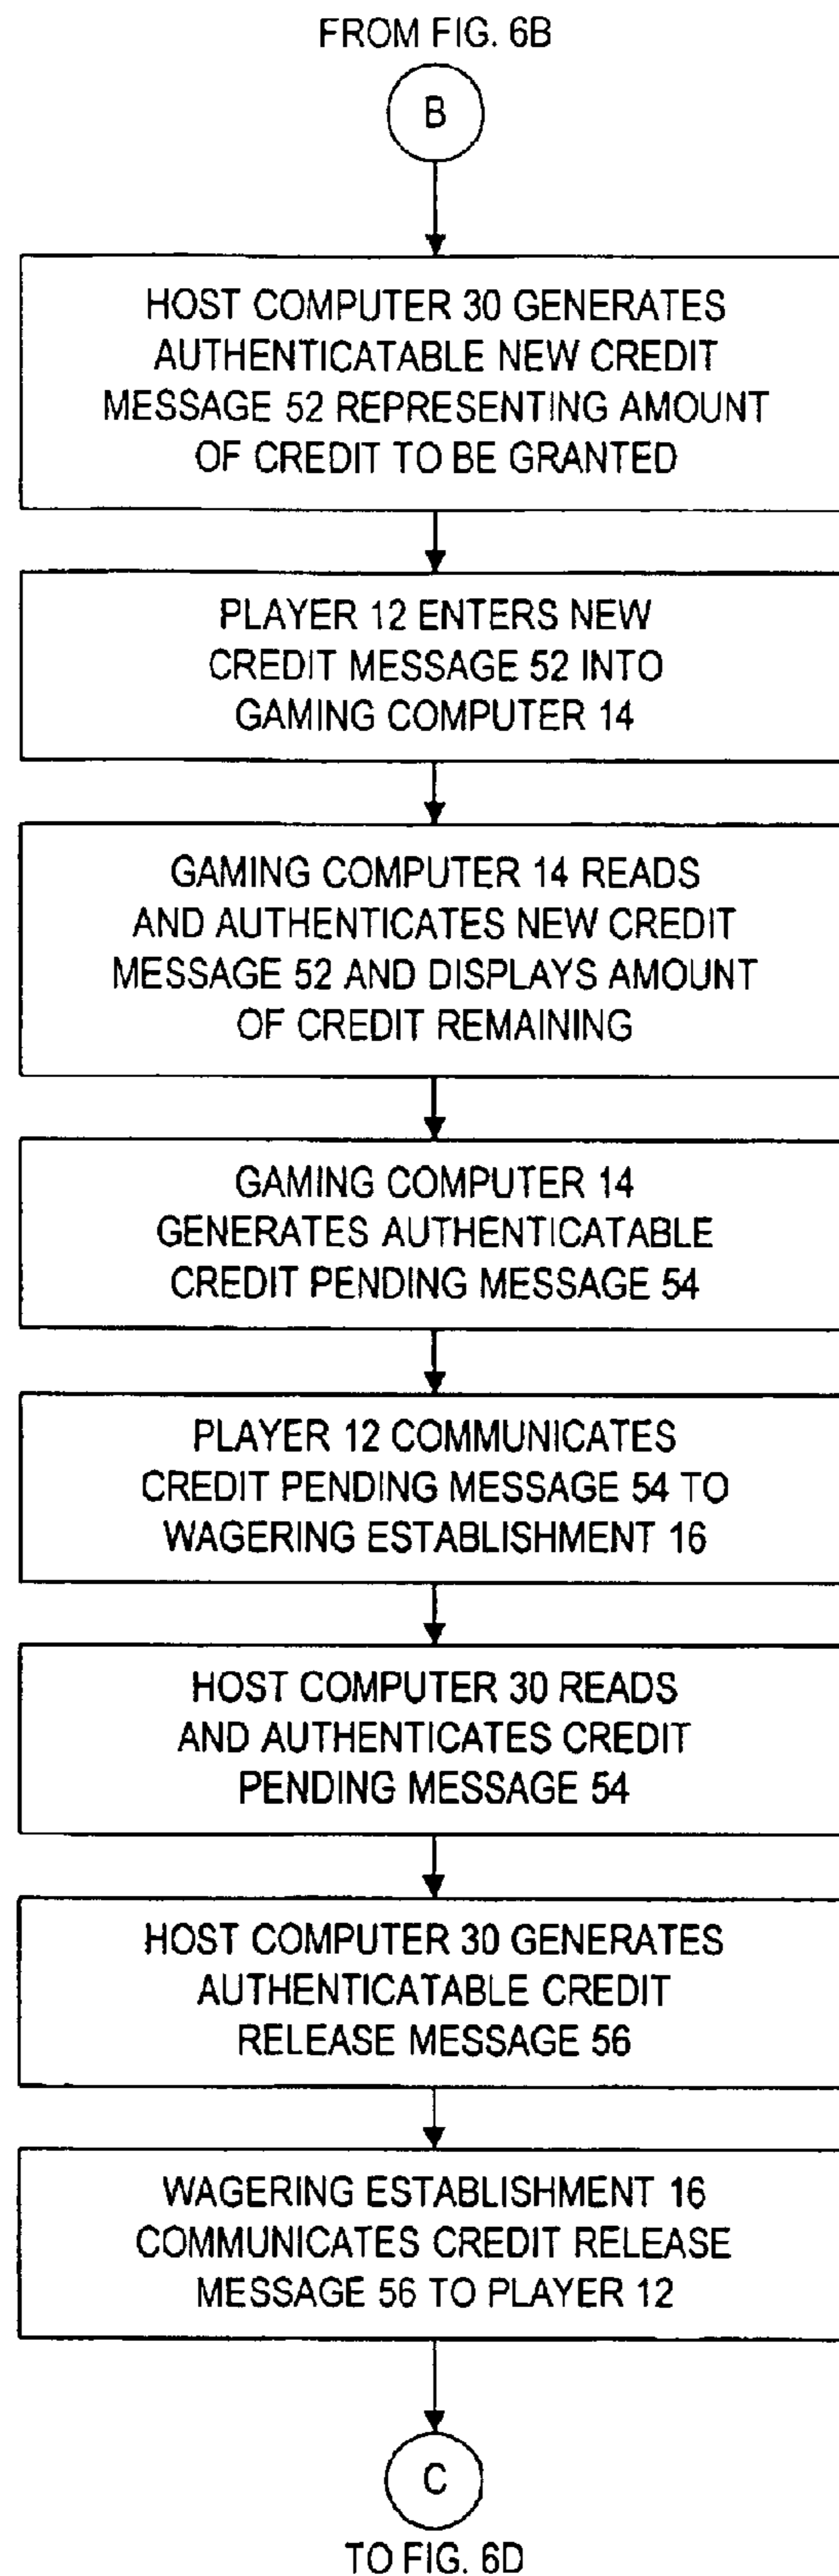 FROM FIG. 6B
B
HOST COMPUTER 30 GENERATES
AUTHENTICATABLE NEW CREDIT
MESSAGE 52 REPRESENTING AMOUNT
OF CREDIT TO BE GRANTED
PLAYER 12 ENTERS NEW
CREDIT MESSAGE 52 INTO
GAMING COMPUTER 14
GAMING COMPUTER 14 READS
AND AUTHENTICATES NEW CREDIT
MESSAGE 52 AND DISPLAYS AMOUNT
OF CREDIT REMAINING
GAMING COMPUTER 14
GENERATES AUTHENTICATABLE
CREDIT PENDING MESSAGE 54
PLAYER 12 COMMUNICATES
CREDIT PENDING MESSAGE 54 TO
WAGERING ESTABLISHMENT 16
HOST COMPUTER 30 READS
AND AUTHENTICATES CREDIT
PENDING MESSAGE 54
HOST COMPUTER 30 GENERATES
AUTHENTICATABLE CREDIT
RELEASE MESSAGE 56
WAGERING ESTABLISHMENT 16
COMMUNICATES CREDIT RELEASE
MESSAGE 56 TO PLAYER 12
C
TO FIG. 6D